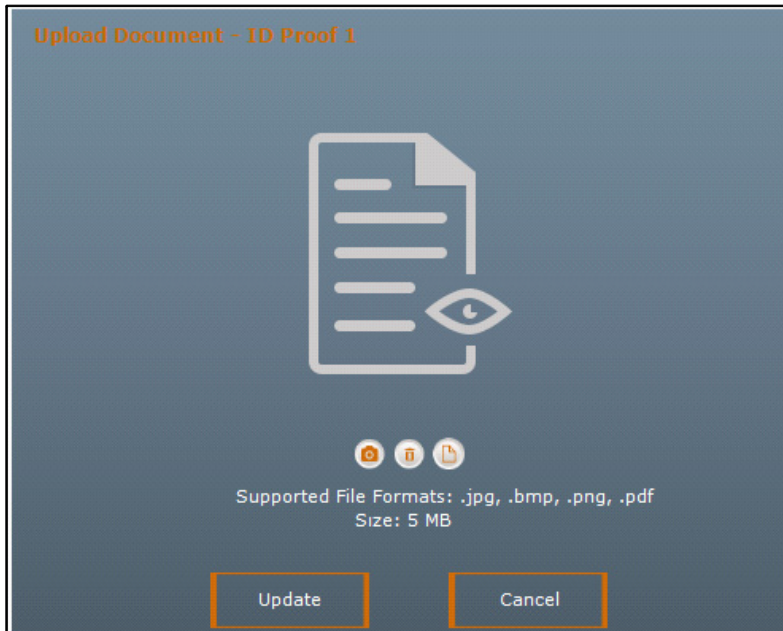 Upload Document - ID Proof 1
Supported File Formats: .jpg, .bmp, .png, .pdf
Size: 5 MB
Update
Cancel